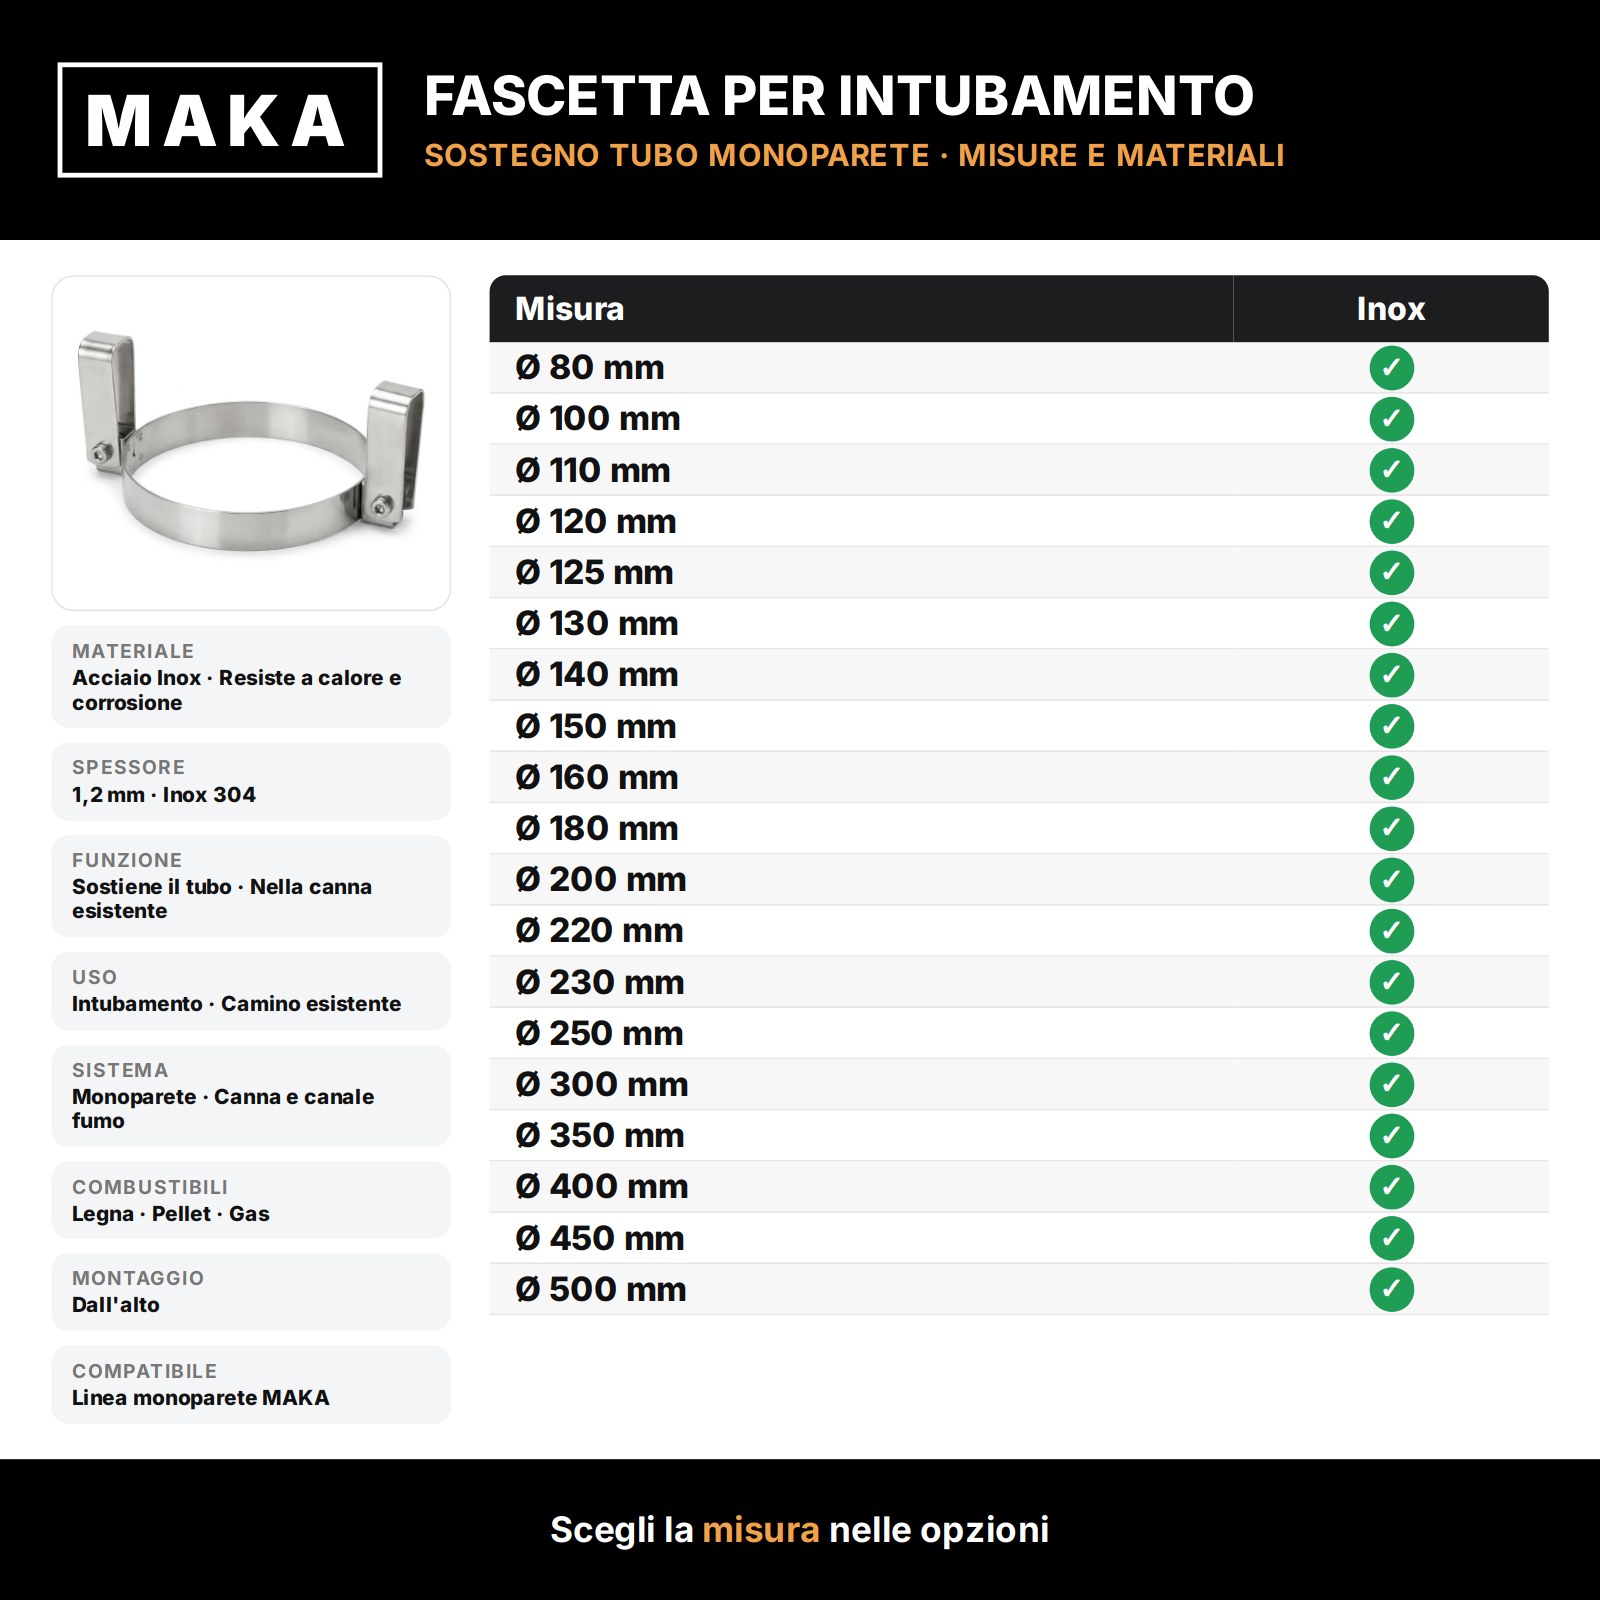 MAKA
FASCETTA PER INTUBAMENTO
SOSTEGNO TUBO MONOPARETE · MISURE E MATERIALI
MATERIALE
Acciaio Inox · Resiste a calore e
corrosione
SPESSORE
1,2 mm · Inox 304
FUNZIONE
Sostiene il tubo · Nella canna
esistente
USO
Intubamento · Camino esistente
SISTEMA
Monoparete · Canna e canale
fumo
COMBUSTIBILI
Legna · Pellet · Gas
MONTAGGIO
Dall'alto
COMPATIBILE
Linea monoparete MAKA
Misura Inox
Ø 80 mm ✓
Ø 100 mm ✓
Ø 110 mm ✓
Ø 120 mm ✓
Ø 125 mm ✓
Ø 130 mm ✓
Ø 140 mm ✓
Ø 150 mm ✓
Ø 160 mm ✓
Ø 180 mm ✓
Ø 200 mm ✓
Ø 220 mm ✓
Ø 230 mm ✓
Ø 250 mm ✓
Ø 300 mm ✓
Ø 350 mm ✓
Ø 400 mm ✓
Ø 450 mm ✓
Ø 500 mm ✓
Scegli la misura nelle opzioni